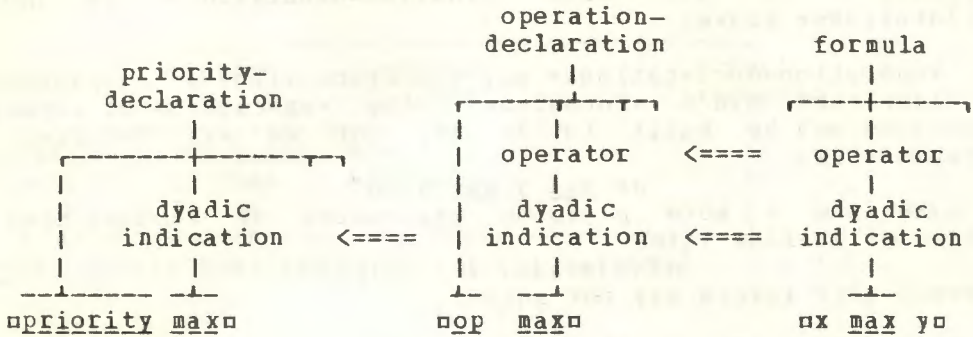 operation-
declaration formula
priority-
declaration
operator <==== operator
dyadic dyadic dyadic
indication <==== indication <==== indication
¤priority max¤ ¤op max¤ ¤x max y¤